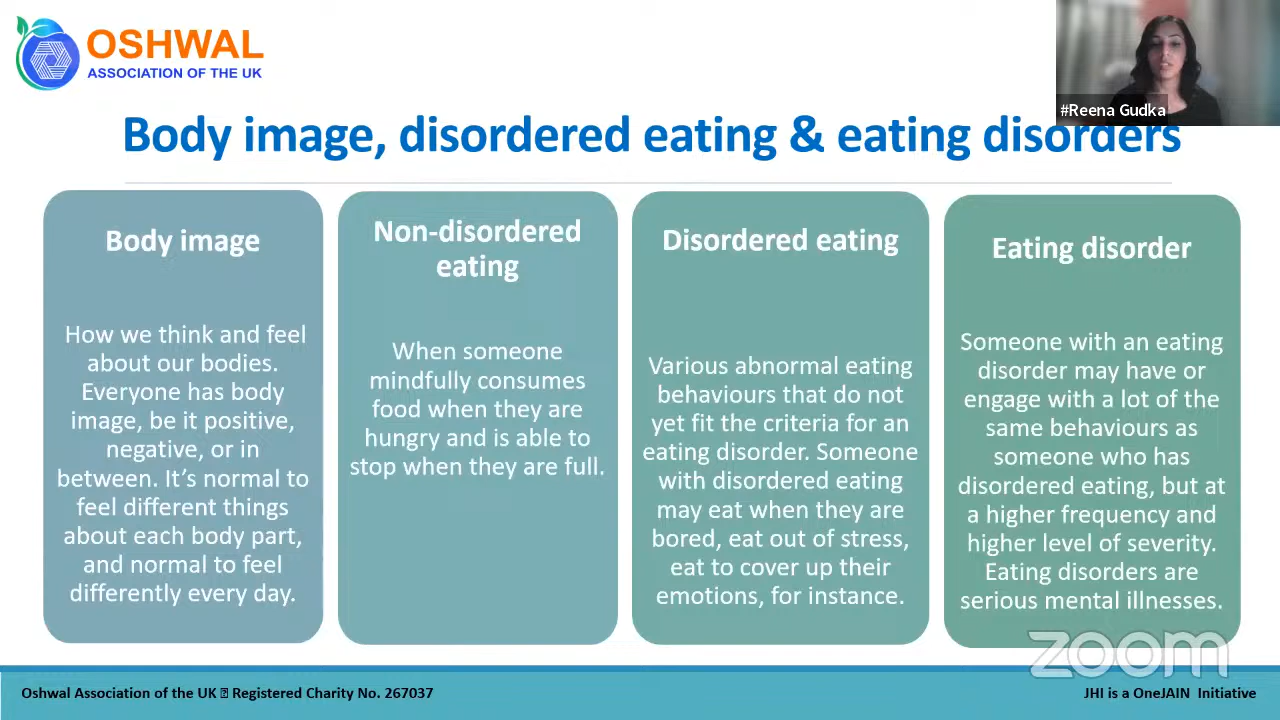 OSHWAL
ASSOCIATION OF THE UK
#Reena Gudka
Body image, disordered eating & eating disorders
Body image
How we think and feel
about our bodies.
Everyone has body
image, be it positive,
negative, or in
between. It's normal to
feel different things
about each body part,
and normal to feel
differently every day.
Non-disordered
eating
When someone
mindfully consumes
food when they are
hungry and is able to
stop when they are full.
Disordered eating
Various abnormal eating
behaviours that do not
yet fit the criteria for an
eating disorder. Someone
with disordered eating
may eat when they are
bored, eat out of stress,
eat to cover up their
emotions, for instance.
Eating disorder
Someone with an eating
disorder may have or
engage with a lot of the
same behaviours as
someone who has
disordered eating, but at
a higher frequency and
higher level of severity.
Eating disorders are
serious mental illnesses.
zoom
Oshwal Association of the UK Registered Charity No. 267037
JHI is a OneJAIN Initiative